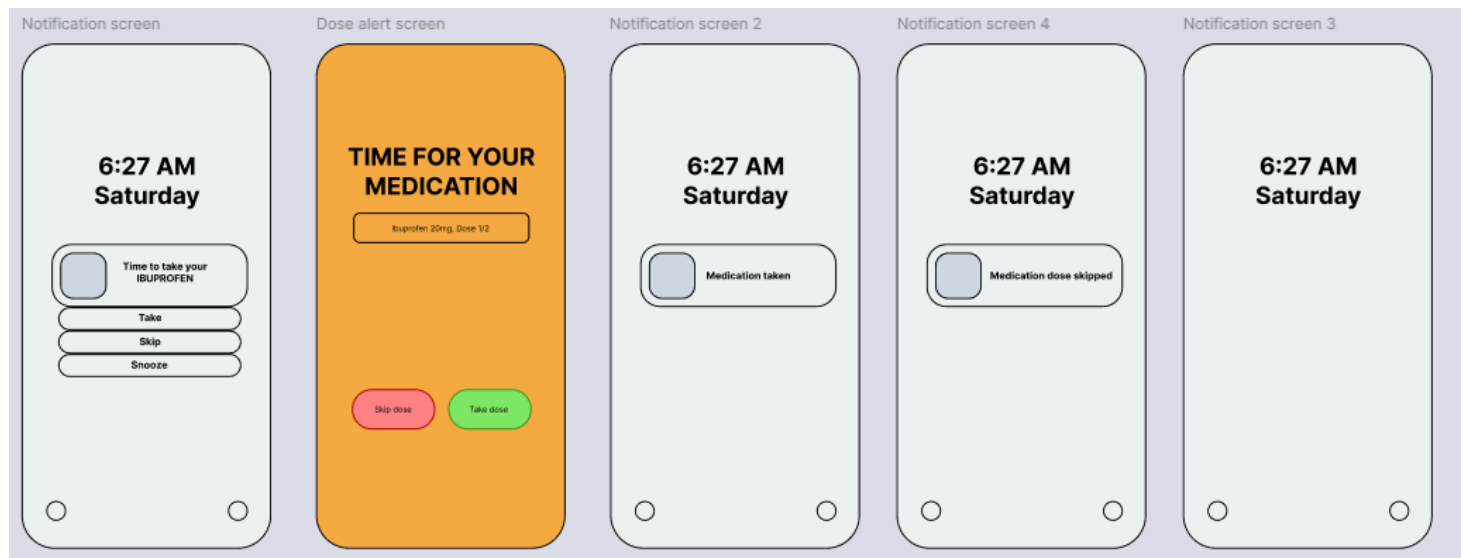 Notification screen
6:27 AM
Saturday
Time to take your
IBUPROFEN
Take
Skip
Snooze
Dose alert screen
TIME FOR YOUR
MEDICATION
Ibuprofen 20mg, Dose 1/2
Skip dose
Take dose
Notification screen 2
6:27 AM
Saturday
Medication taken
Notification screen 4
6:27 AM
Saturday
Medication dose skipped
Notification screen 3
6:27 AM
Saturday